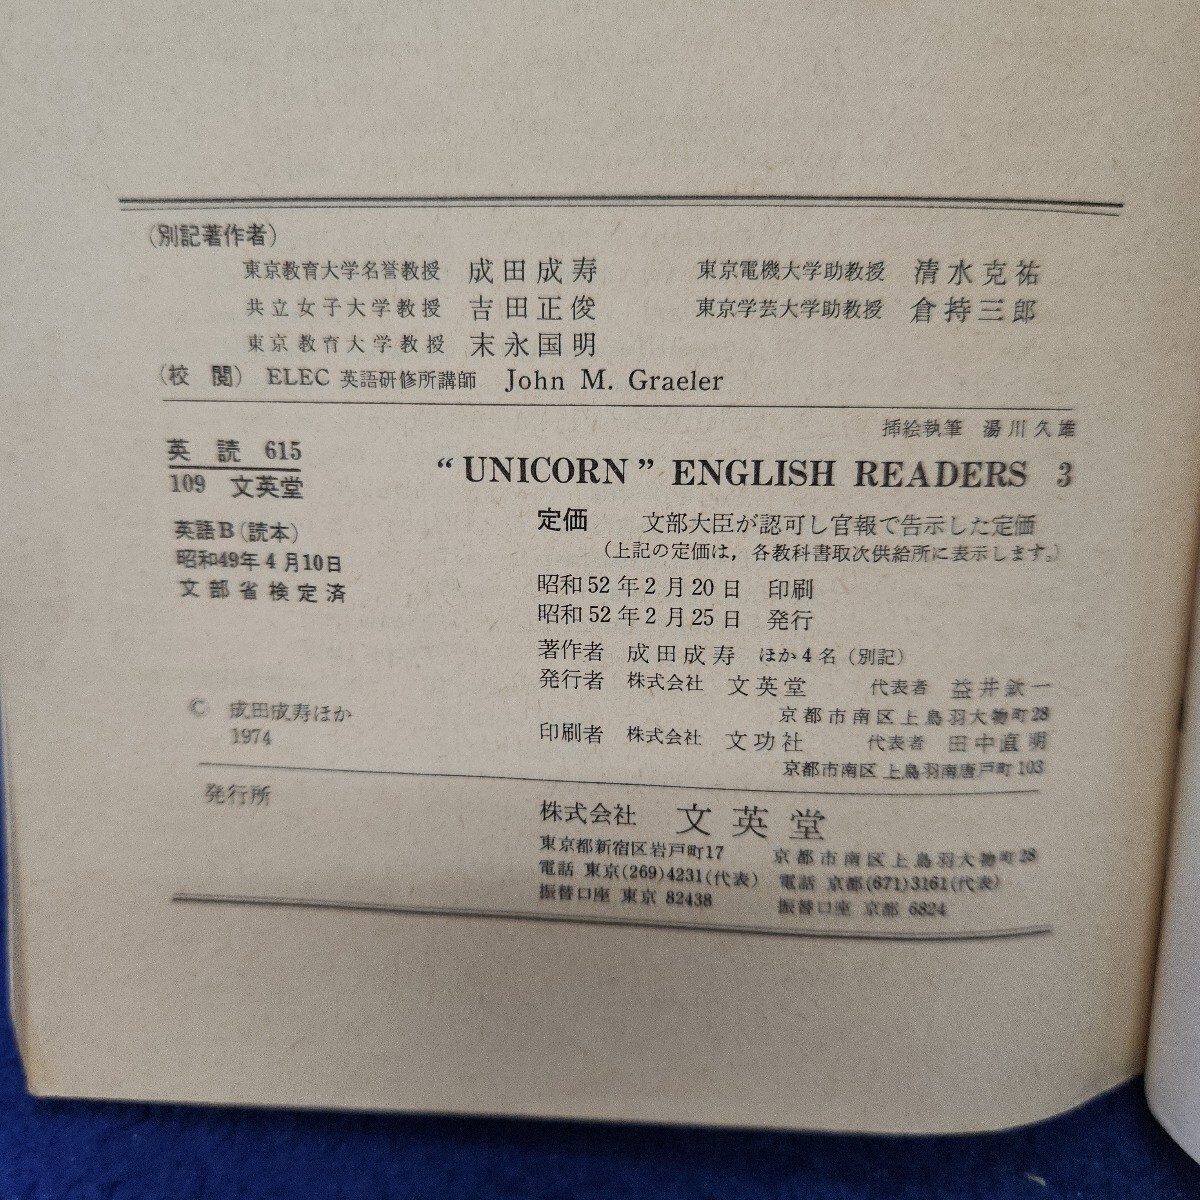 (別記著作者)
東京教育大学名誉教授 成田成寿 東京電機大学助教授 清水克祐
共立女子大学教授 吉田正俊 東京学芸大学助教授 倉持三郎
東京教育大学教授 末永国明
(校閲) ELEC 英語研修所講師 John M. Graeler
挿絵執筆 湯川久雄
英読 615
109 文英堂
“UNICORN” ENGLISH READERS 3
英語B(読本)
昭和49年4月10日
文部省検定済
定価 文部大臣が認可し官報で告示した定価
(上記の定価は,各教科書取次供給所に表示します。)
昭和52年2月20日 印刷
昭和52年2月25日 発行
著作者 成田成寿 ほか4名(別記)
発行者 株式会社 文英堂 代表者 益井欽一
京都市南区上鳥羽大物町28
印刷者 株式会社 文功社 代表者 田中直明
京都市南区上鳥羽南唐戸町103
© 成田成寿ほか
1974
発行所
株式会社 文英堂
東京都新宿区岩戸町17 京都市南区上鳥羽大物町28
電話 東京(269)4231(代表) 電話 京都(671)3161(代表)
振替口座 東京 82438 振替口座 京都 6824